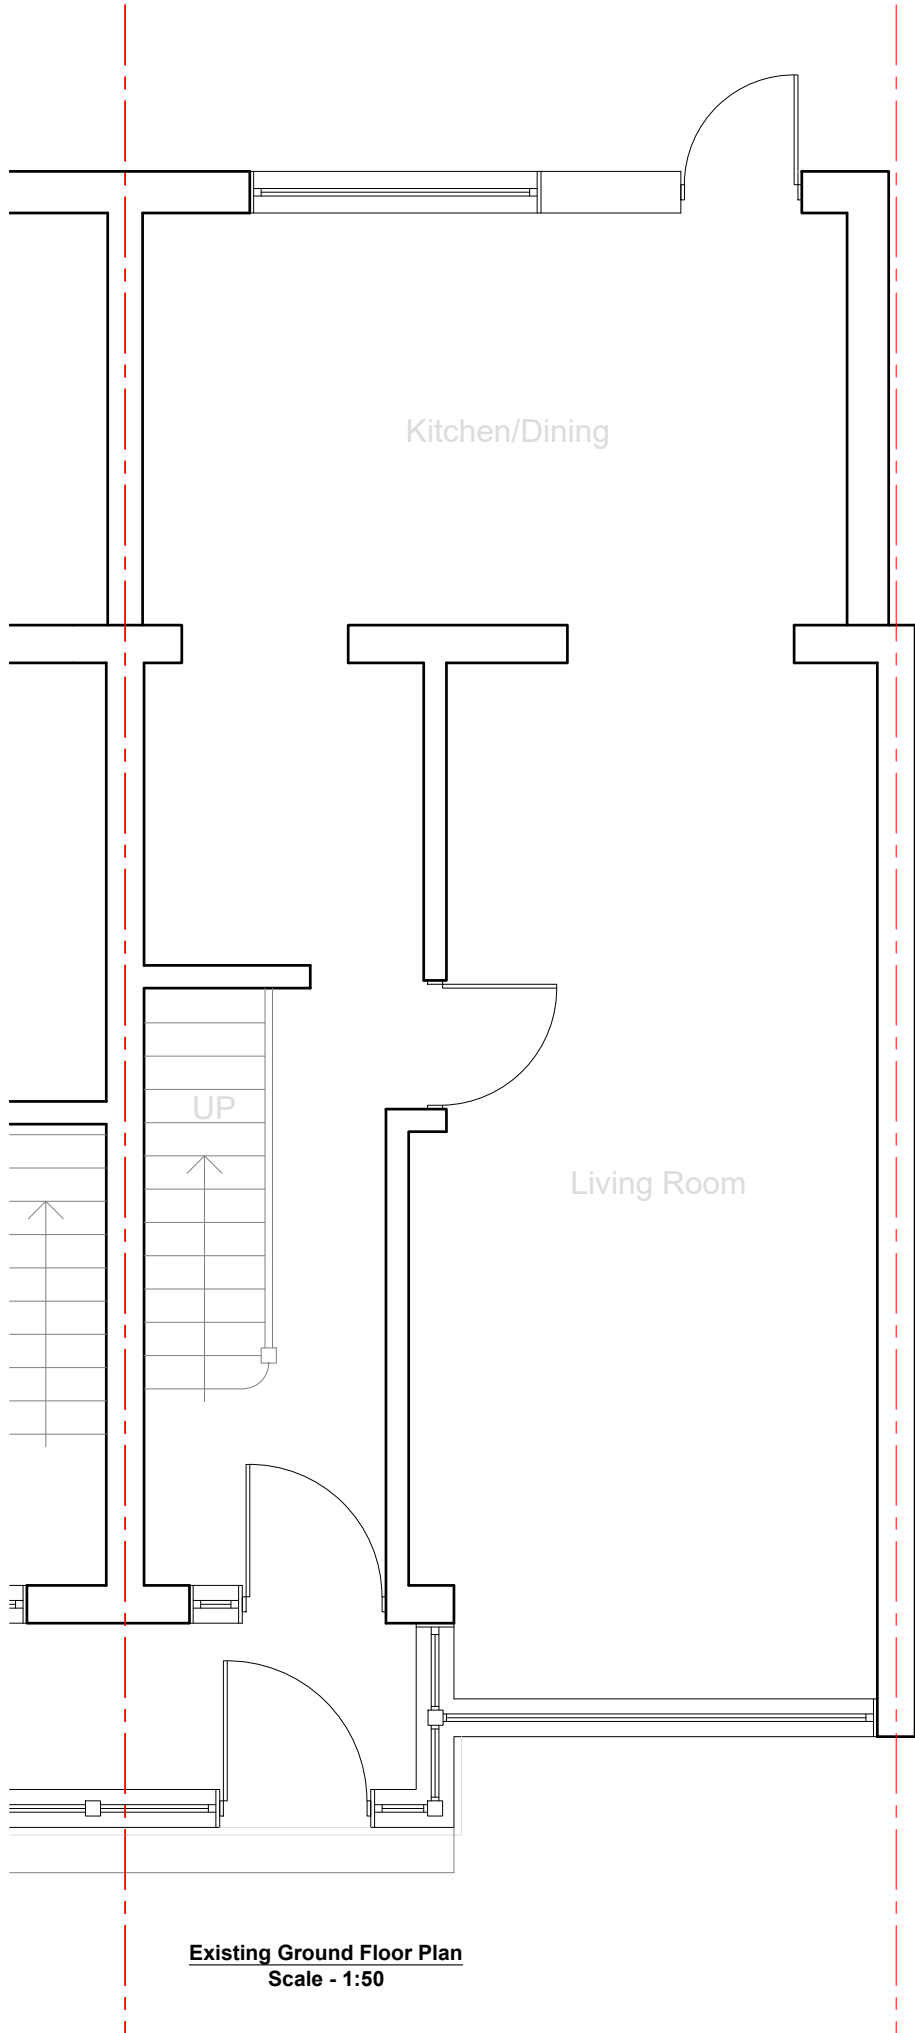 Kitchen/Dining
UP
Living Room
Existing Ground Floor Plan
Scale - 1:50